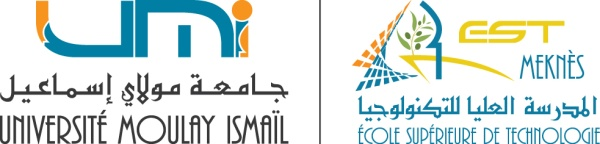 umi
جامعة مولاي إسماعيل
UNIVERSITÉ MOULAY ISMAÏL
EST
MEKNÈS
المدرسة العليا للتكنولوجيا
ÉCOLE SUPÉRIEURE DE TECHNOLOGIE